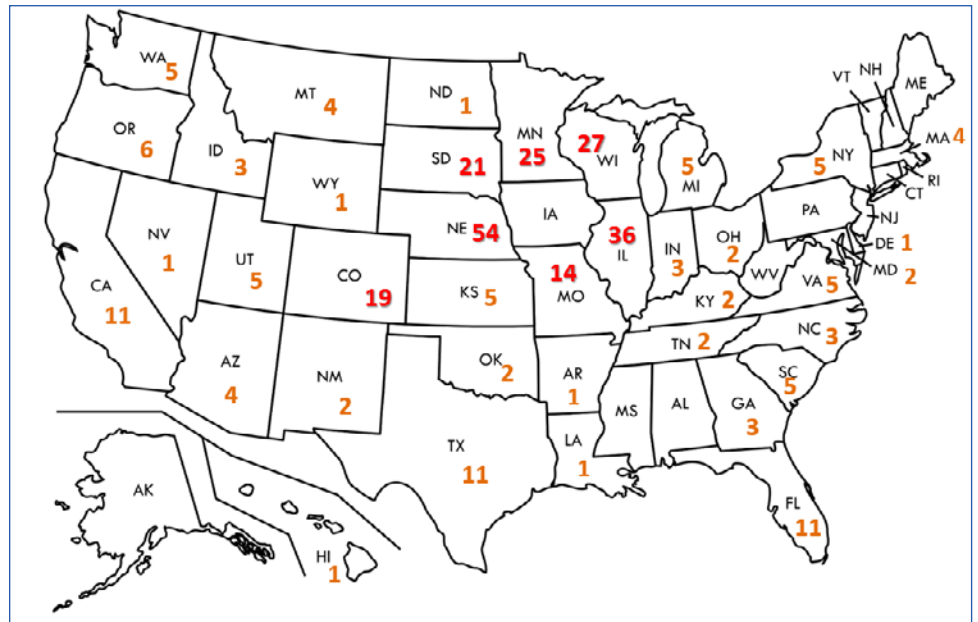 WA 5
OR 6
ID 3
MT 4
WY 1
ND 1
SD 21
NE 54
MN 25
27 WI
IA
36 IL
14 MO
5 MI
IN 3
OH 2
NV 1
UT 5
CO 19
KS 5
CA 11
AZ 4
NM 2
OK 2
TX 11
AR 1
LA 1
MS
AL
GA 3
FL 11
SC 5
NC 3
TN 2
KY 2
WV
VA 5
PA
5 NY
VT
NH
ME
MA 4
RI
CT
NJ
DE 1
MD 2
AK
HI 1